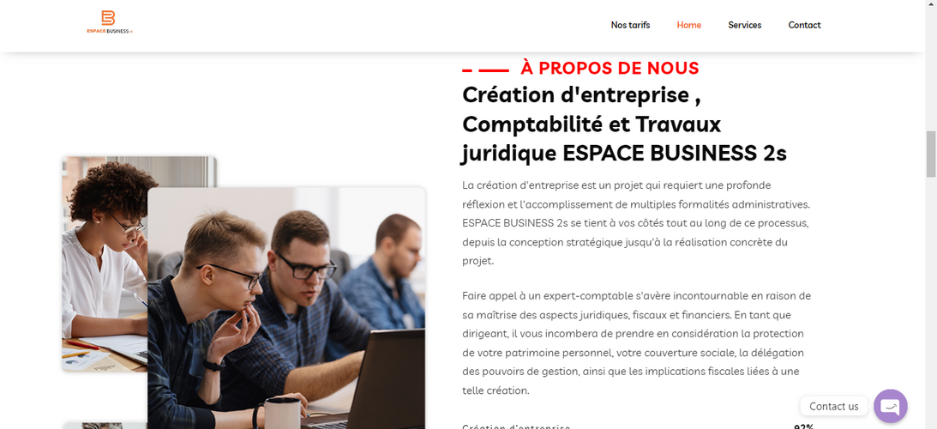 ESPACE BUSINESS
Nos tarifs
Home
Services
Contact
À PROPOS DE NOUS
Création d'entreprise ,
Comptabilité et Travaux
juridique ESPACE BUSINESS 2s
La création d'entreprise est un projet qui requiert une profonde
réflexion et l'accomplissement de multiples formalités administratives.
ESPACE BUSINESS 2s se tient à vos côtés tout au long de ce processus,
depuis la conception stratégique jusqu'à la réalisation concrète du
projet.
Faire appel à un expert-comptable s'avère incontournable en raison de
sa maîtrise des aspects juridiques, fiscaux et financiers. En tant que
dirigeant, il vous incombera de prendre en considération la protection
de votre patrimoine personnel, votre couverture sociale, la délégation
des pouvoirs de gestion, ainsi que les implications fiscales liées à une
telle création.
Contact us
Création d'entreprise
92%